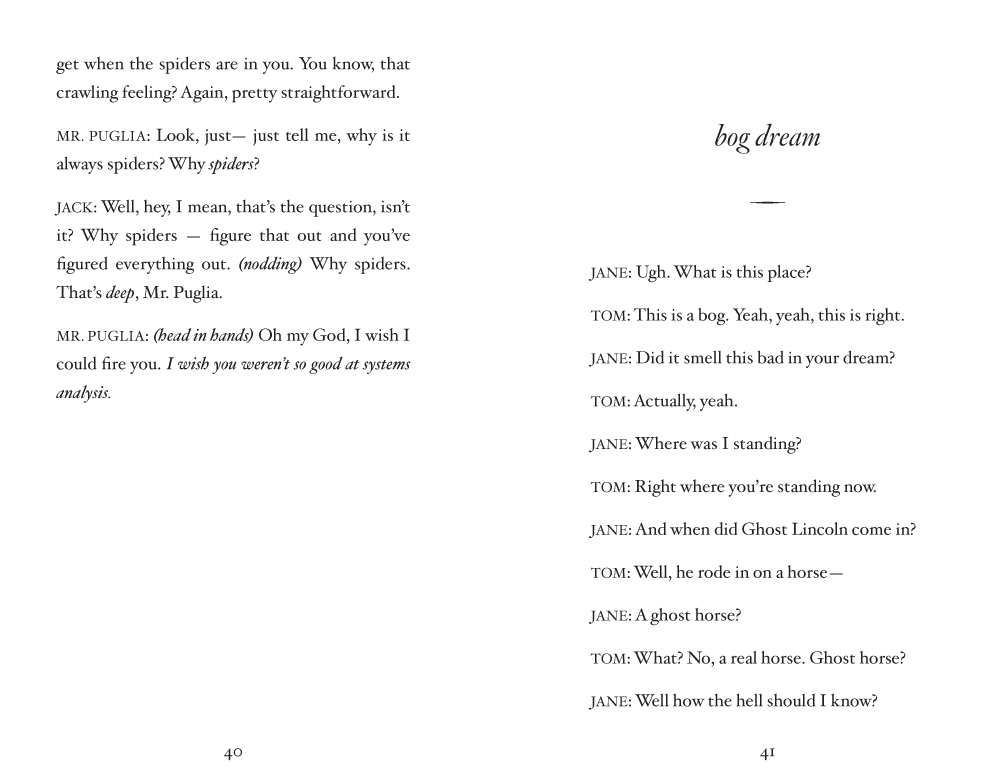 get when the spiders are in you. You know, that
crawling feeling? Again, pretty straightforward.
MR. PUGLIA: Look, just— just tell me, why is it
always spiders? Why spiders?
JACK: Well, hey, I mean, that’s the question, isn’t
it? Why spiders — figure that out and you’ve
figured everything out. (nodding) Why spiders.
That’s deep, Mr. Puglia.
MR. PUGLIA: (head in hands) Oh my God, I wish I
could fire you. I wish you weren’t so good at systems
analysis.
40
bog dream
JANE: Ugh. What is this place?
TOM: This is a bog. Yeah, yeah, this is right.
JANE: Did it smell this bad in your dream?
TOM: Actually, yeah.
JANE: Where was I standing?
TOM: Right where you’re standing now.
JANE: And when did Ghost Lincoln come in?
TOM: Well, he rode in on a horse—
JANE: A ghost horse?
TOM: What? No, a real horse. Ghost horse?
JANE: Well how the hell should I know?
41